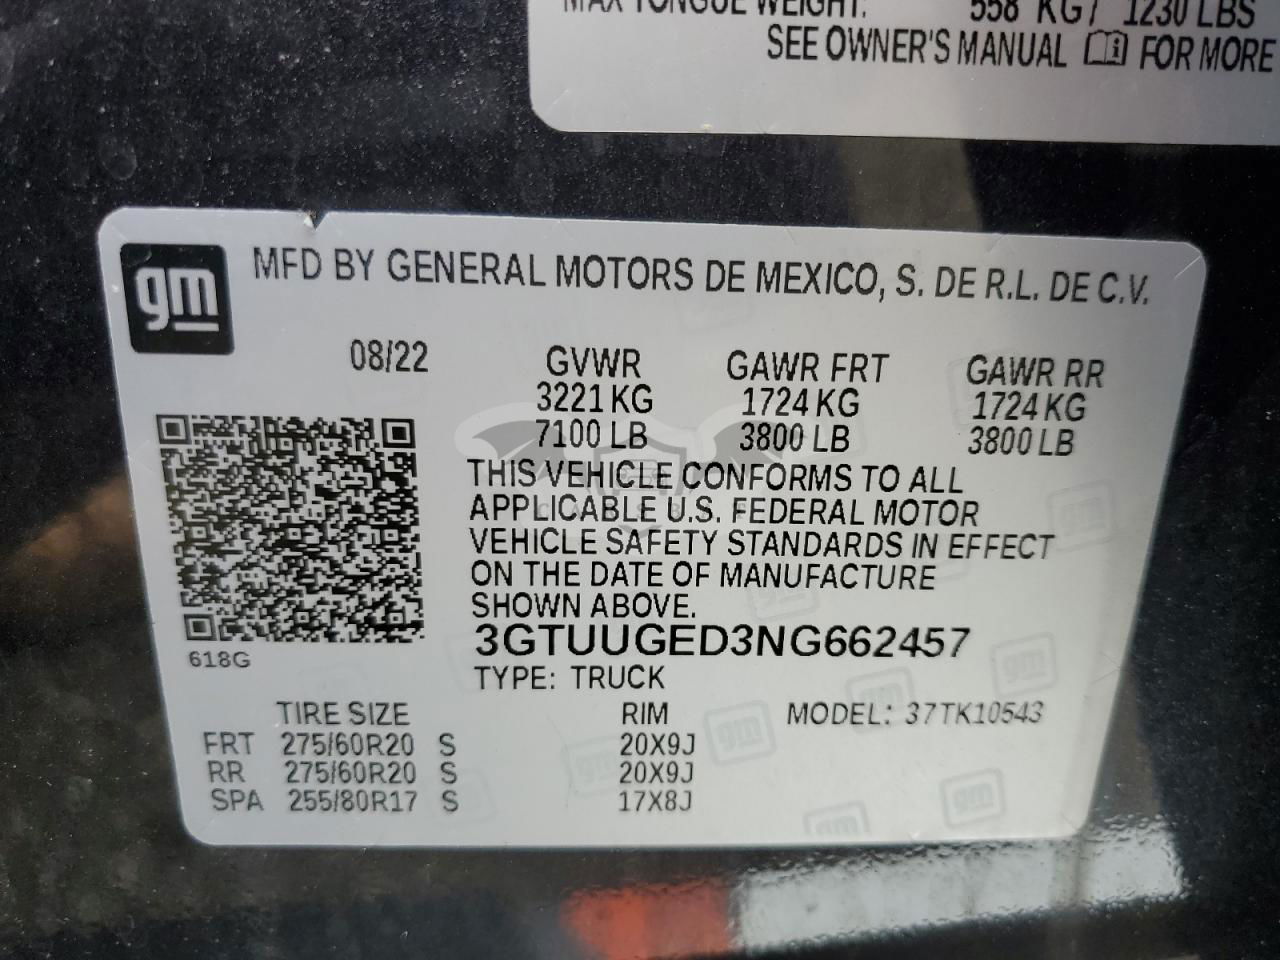 MAX TONGUE WEIGHT: 558 KG / 1230 LBS
SEE OWNER'S MANUAL FOR MORE
gm
MFD BY GENERAL MOTORS DE MEXICO, S. DE R.L. DE C.V.
08/22
GVWR GAWR FRT GAWR RR
3221 KG 1724 KG 1724 KG
7100 LB 3800 LB 3800 LB
THIS VEHICLE CONFORMS TO ALL
APPLICABLE U.S. FEDERAL MOTOR
VEHICLE SAFETY STANDARDS IN EFFECT
ON THE DATE OF MANUFACTURE
SHOWN ABOVE.
3GTUUGED3NG662457
618G
TYPE: TRUCK
TIRE SIZE RIM MODEL: 37TK10543
FRT 275/60R20 S 20X9J
RR 275/60R20 S 20X9J
SPA 255/80R17 S 17X8J